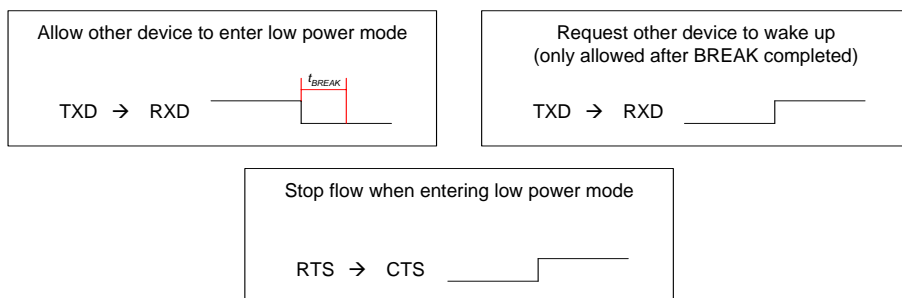 Allow other device to enter low power mode
t_BREAK
TXD → RXD
Request other device to wake up
(only allowed after BREAK completed)
TXD → RXD
Stop flow when entering low power mode
RTS → CTS